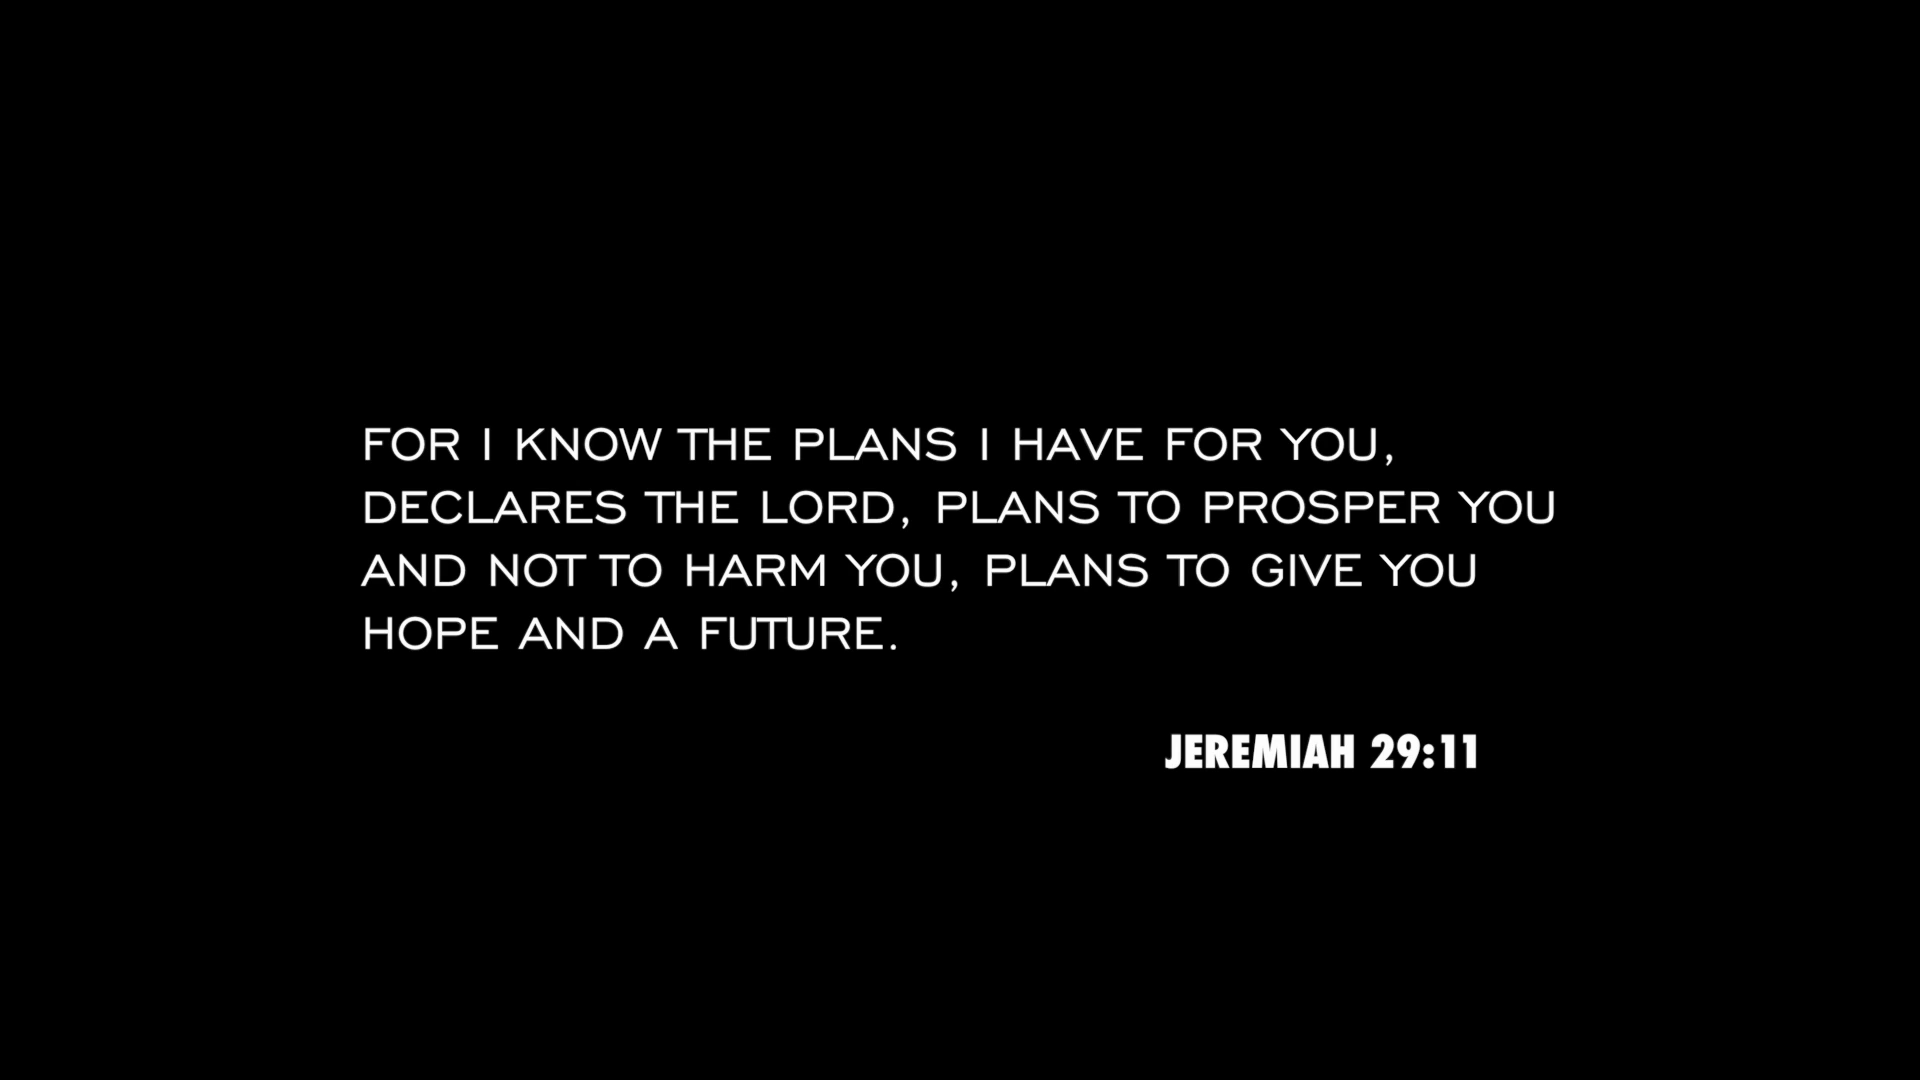 FOR I KNOW THE PLANS I HAVE FOR YOU,
DECLARES THE LORD, PLANS TO PROSPER YOU
AND NOT TO HARM YOU, PLANS TO GIVE YOU
HOPE AND A FUTURE.
JEREMIAH 29:11